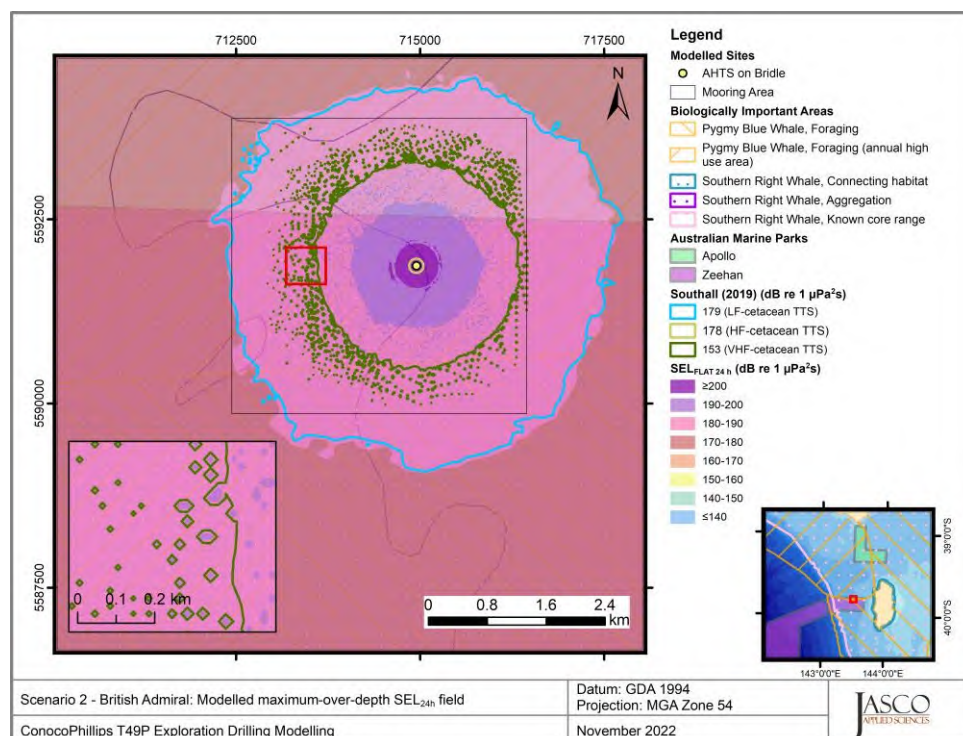 712500
715000
717500
5592500
5590000
5587500
N
0 0.1 0.2 km
0 0.8 1.6 2.4
km
Legend
Modelled Sites
AHTS on Bridle
Mooring Area
Biologically Important Areas
Pygmy Blue Whale, Foraging
Pygmy Blue Whale, Foraging (annual high
use area)
Southern Right Whale, Connecting habitat
Southern Right Whale, Aggregation
Southern Right Whale, Known core range
Australian Marine Parks
Apollo
Zeehan
Southall (2019) (dB re 1 µPa²s)
179 (LF-cetacean TTS)
178 (HF-cetacean TTS)
153 (VHF-cetacean TTS)
SELFLAT 24 h (dB re 1 µPa²s)
≥200
190-200
180-190
170-180
160-170
150-160
140-150
≤140
39°0'0"S
40°0'0"S
143°0'0"E 144°0'0"E
Scenario 2 - British Admiral: Modelled maximum-over-depth SEL24h field
ConocoPhillips T49P Exploration Drilling Modelling
Datum: GDA 1994
Projection: MGA Zone 54
November 2022
JASCO
APPLIED SCIENCES